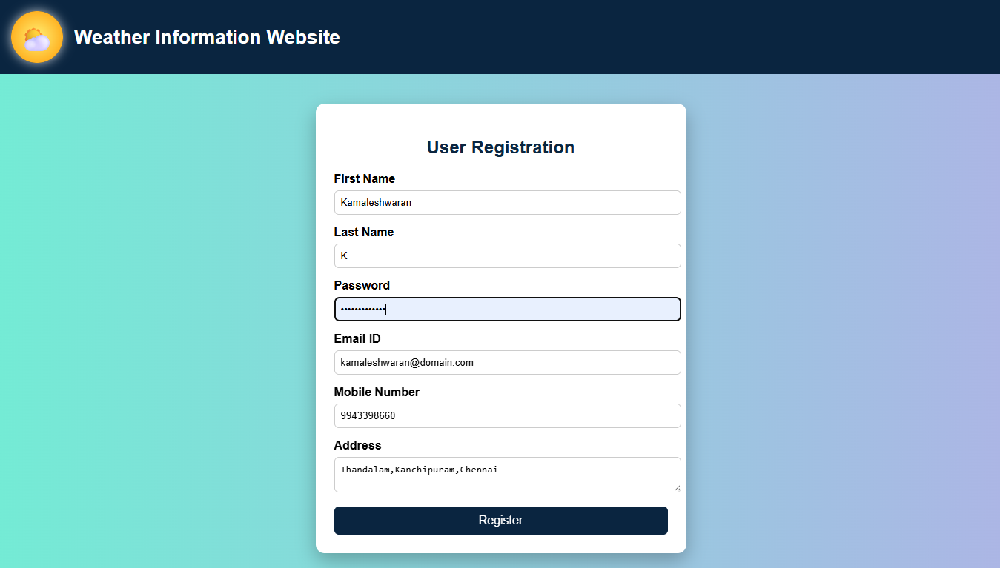 Weather Information Website
User Registration
First Name
Kamaleshwaran
Last Name
K
Password
•••••••••••••
Email ID
kamaleshwaran@domain.com
Mobile Number
9943398660
Address
Thandalam,Kanchipuram,Chennai
Register